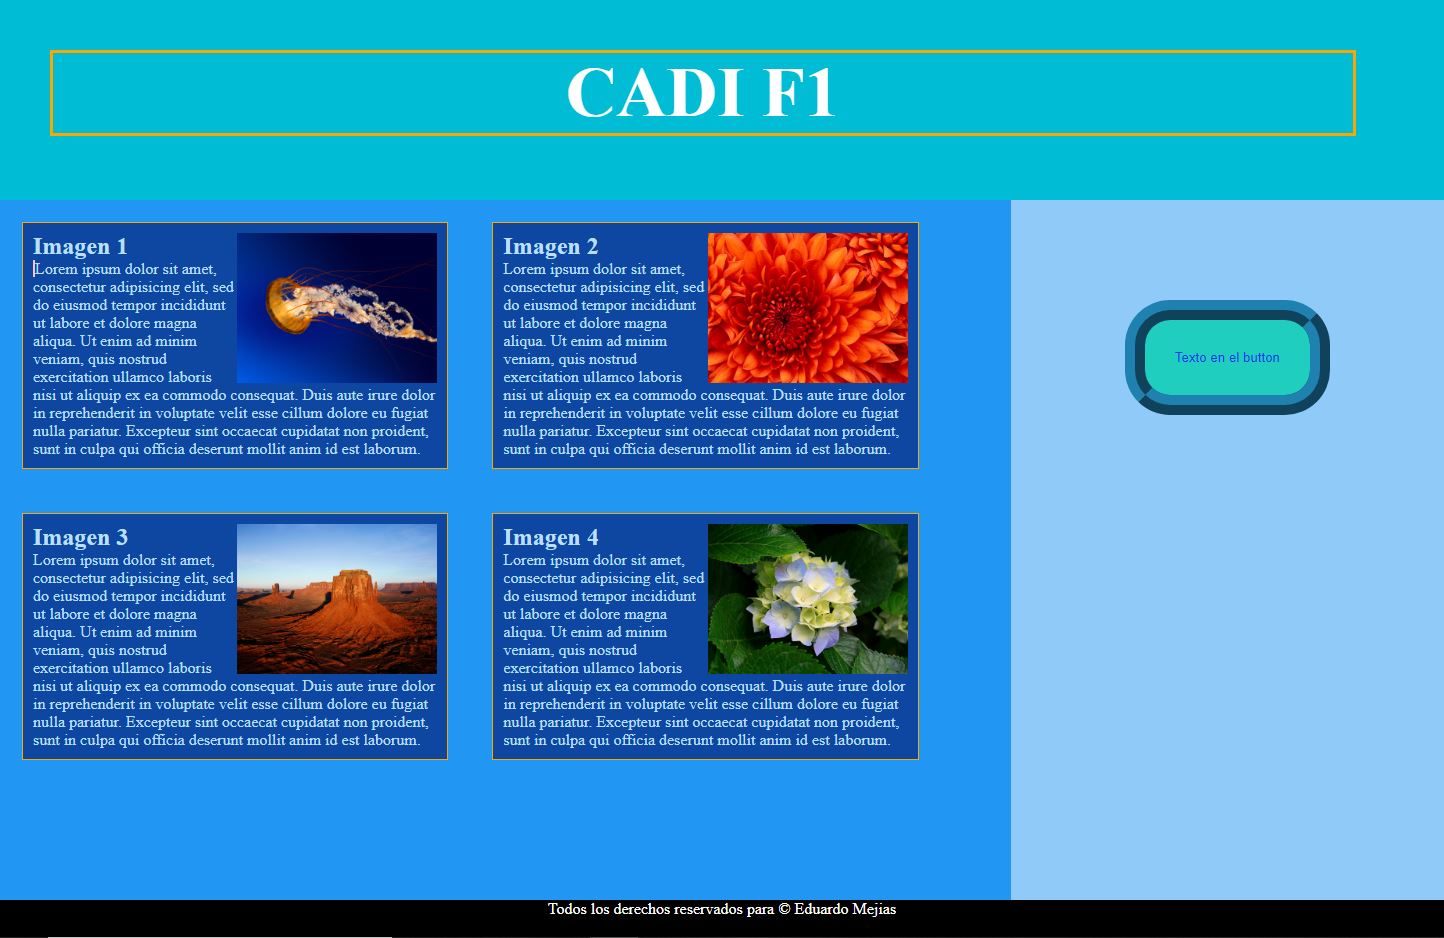 CADI F1
Imagen 1
Lorem ipsum dolor sit amet,
consectetur adipisicing elit, sed
do eiusmod tempor incididunt
ut labore et dolore magna
aliqua. Ut enim ad minim
veniam, quis nostrud
exercitation ullamco laboris
nisi ut aliquip ex ea commodo consequat. Duis aute irure dolor
in reprehenderit in voluptate velit esse cillum dolore eu fugiat
nulla pariatur. Excepteur sint occaecat cupidatat non proident,
sunt in culpa qui officia deserunt mollit anim id est laborum.
Imagen 2
Lorem ipsum dolor sit amet,
consectetur adipisicing elit, sed
do eiusmod tempor incididunt
ut labore et dolore magna
aliqua. Ut enim ad minim
veniam, quis nostrud
exercitation ullamco laboris
nisi ut aliquip ex ea commodo consequat. Duis aute irure dolor
in reprehenderit in voluptate velit esse cillum dolore eu fugiat
nulla pariatur. Excepteur sint occaecat cupidatat non proident,
sunt in culpa qui officia deserunt mollit anim id est laborum.
Texto en el button
Imagen 3
Lorem ipsum dolor sit amet,
consectetur adipisicing elit, sed
do eiusmod tempor incididunt
ut labore et dolore magna
aliqua. Ut enim ad minim
veniam, quis nostrud
exercitation ullamco laboris
nisi ut aliquip ex ea commodo consequat. Duis aute irure dolor
in reprehenderit in voluptate velit esse cillum dolore eu fugiat
nulla pariatur. Excepteur sint occaecat cupidatat non proident,
sunt in culpa qui officia deserunt mollit anim id est laborum.
Imagen 4
Lorem ipsum dolor sit amet,
consectetur adipisicing elit, sed
do eiusmod tempor incididunt
ut labore et dolore magna
aliqua. Ut enim ad minim
veniam, quis nostrud
exercitation ullamco laboris
nisi ut aliquip ex ea commodo consequat. Duis aute irure dolor
in reprehenderit in voluptate velit esse cillum dolore eu fugiat
nulla pariatur. Excepteur sint occaecat cupidatat non proident,
sunt in culpa qui officia deserunt mollit anim id est laborum.
Todos los derechos reservados para © Eduardo Mejias